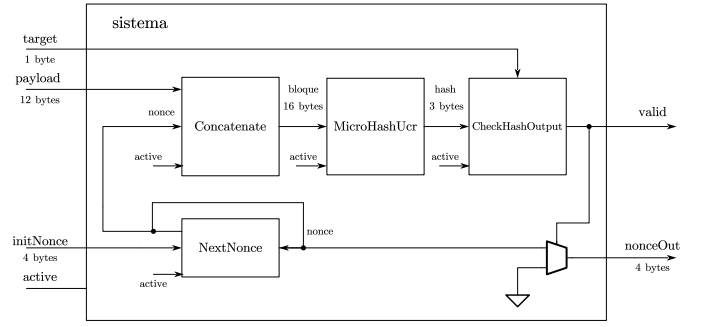 sistema
target
1 byte
payload
12 bytes
nonce
active
Concatenate
bloque
16 bytes
active
MicroHashUcr
hash
3 bytes
active
CheckHashOutput
valid
initNonce
4 bytes
active
NextNonce
active
nonce
nonceOut
4 bytes